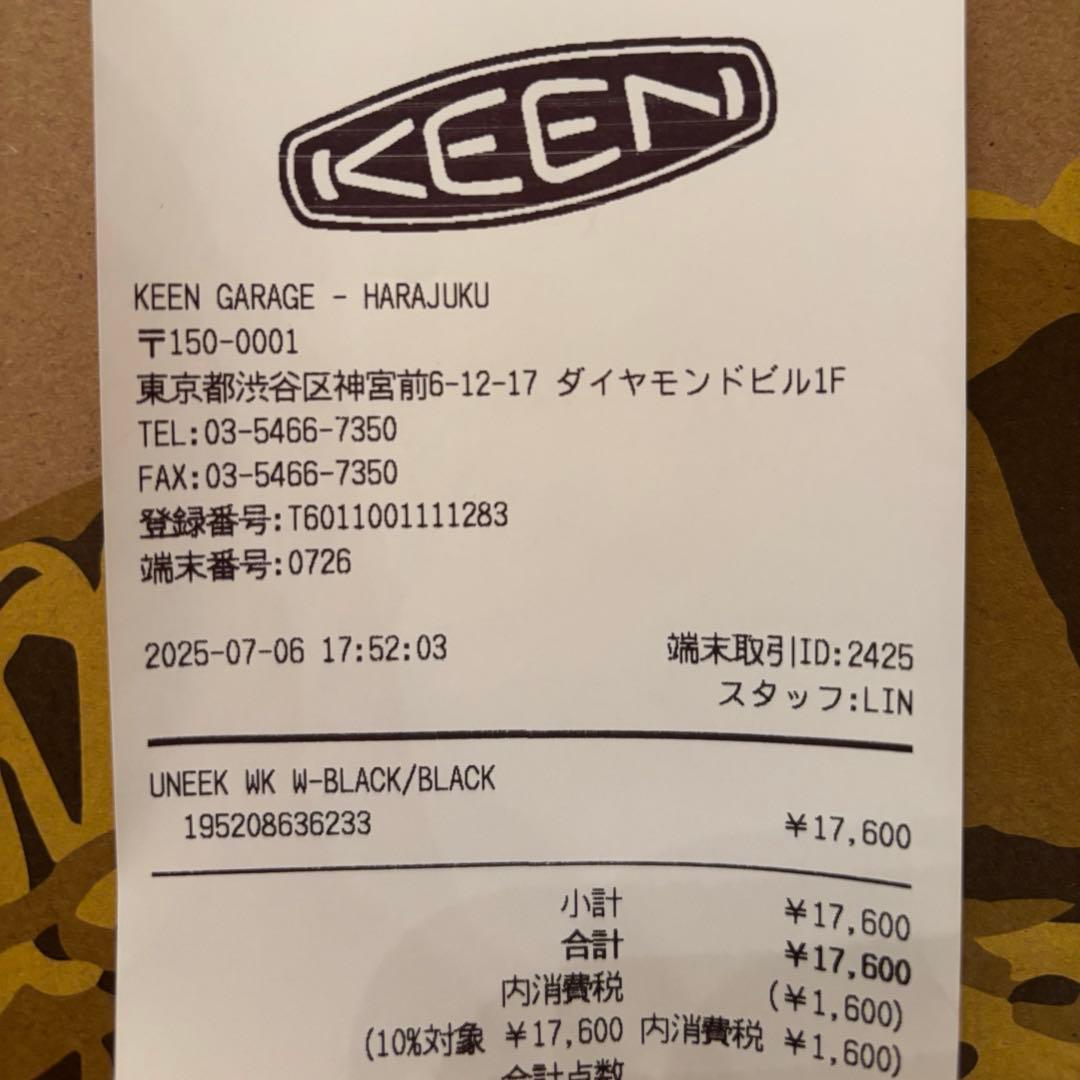 KEEN
KEEN GARAGE - HARAJUKU
〒150-0001
東京都渋谷区神宮前6-12-17 ダイヤモンドビル1F
TEL:03-5466-7350
FAX:03-5466-7350
登録番号:T6011001111283
端末番号:0726
2025-07-06 17:52:03 端末取引ID:2425
スタッフ:LIN
UNEEK WK W-BLACK/BLACK
195208636233 ¥17,600
小計 ¥17,600
合計 ¥17,600
内消費税 (¥1,600)
(10%対象 ¥17,600 内消費税 ¥1,600)
合計点数